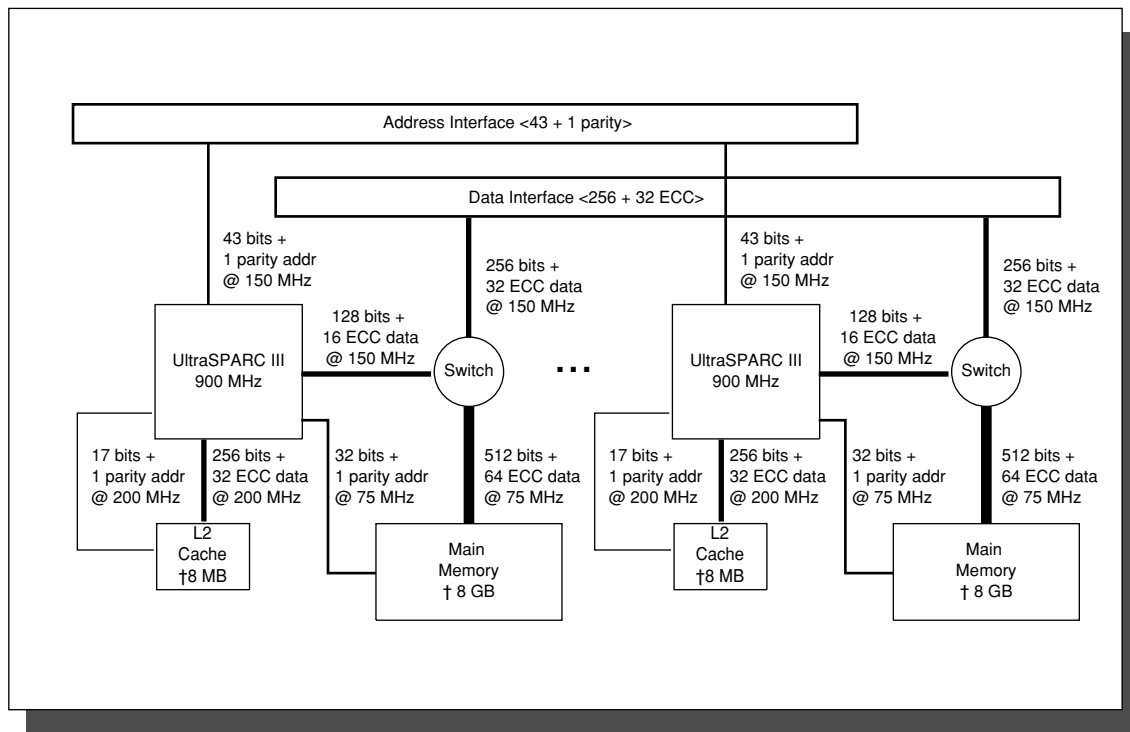 Address Interface <43 + 1 parity>
Data Interface <256 + 32 ECC>
43 bits +
1 parity addr
@ 150 MHz
256 bits +
32 ECC data
@ 150 MHz
43 bits +
1 parity addr
@ 150 MHz
256 bits +
32 ECC data
@ 150 MHz
UltraSPARC III
900 MHz
128 bits +
16 ECC data
@ 150 MHz
Switch
...
UltraSPARC III
900 MHz
128 bits +
16 ECC data
@ 150 MHz
Switch
17 bits +
1 parity addr
@ 200 MHz
256 bits +
32 ECC data
@ 200 MHz
32 bits +
1 parity addr
@ 75 MHz
512 bits +
64 ECC data
@ 75 MHz
17 bits +
1 parity addr
@ 200 MHz
256 bits +
32 ECC data
@ 200 MHz
32 bits +
1 parity addr
@ 75 MHz
512 bits +
64 ECC data
@ 75 MHz
L2
Cache
†8 MB
Main
Memory
† 8 GB
L2
Cache
†8 MB
Main
Memory
† 8 GB